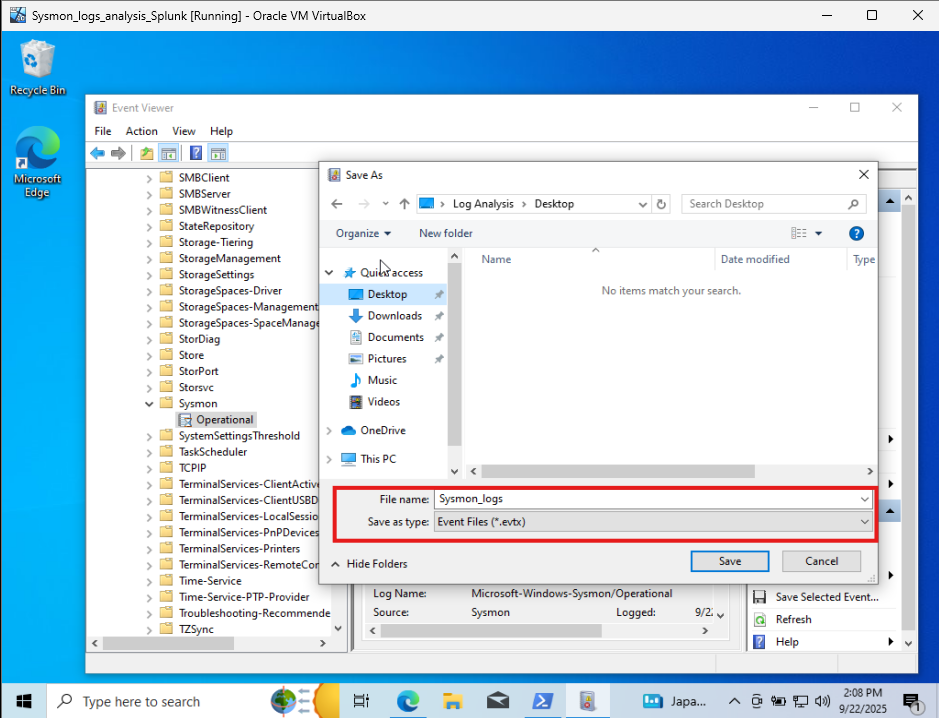 Sysmon_logs_analysis_Splunk [Running] - Oracle VM VirtualBox
Recycle Bin
Microsoft
Edge
Event Viewer
File Action View Help
SMBClient
SMBServer
SMBWitnessClient
StateRepository
Storage-Tiering
StorageManagement
StorageSettings
StorageSpaces-Driver
StorageSpaces-Management
StorageSpaces-SpaceManage
StorDiag
Store
StorPort
Storsvc
Sysmon
Operational
SystemSettingsThreshold
TaskScheduler
TCPIP
TerminalServices-ClientActive
TerminalServices-ClientUSBD
TerminalServices-LocalSessio
TerminalServices-PnPDevices
TerminalServices-Printers
TerminalServices-RemoteCon
Time-Service
Time-Service-PTP-Provider
Troubleshooting-Recommende
TZSync
Save As
Log Analysis Desktop
Search Desktop
Organize New folder
Name Date modified Type
No items match your search.
Quick access
Desktop
Downloads
Documents
Pictures
Music
Videos
OneDrive
This PC
File name: Sysmon_logs
Save as type: Event Files (*.evtx)
Hide Folders
Save Cancel
Log Name: Microsoft-Windows-Sysmon/Operational
Source: Sysmon Logged: 9/2
Save Selected Event...
Refresh
Help
Type here to search
Japa...
2:08 PM
9/22/2025
1